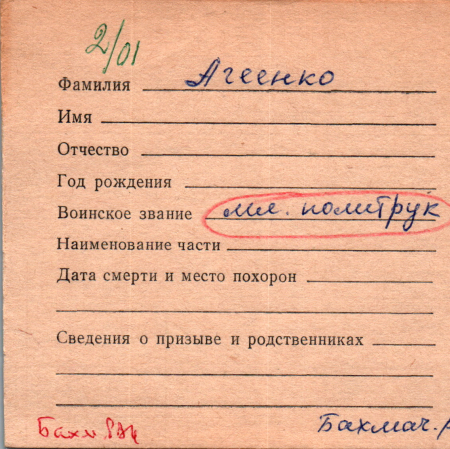 2/01
Фамилия Агеенко
Имя
Отчество
Год рождения
Воинское звание мл. политрук
Наименование части
Дата смерти и место похорон
Сведения о призыве и родственниках
Бахмач.